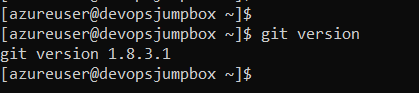 [azureuser@devopsjumpbox ~]$
[azureuser@devopsjumpbox ~]$ git version
git version 1.8.3.1
[azureuser@devopsjumpbox ~]$